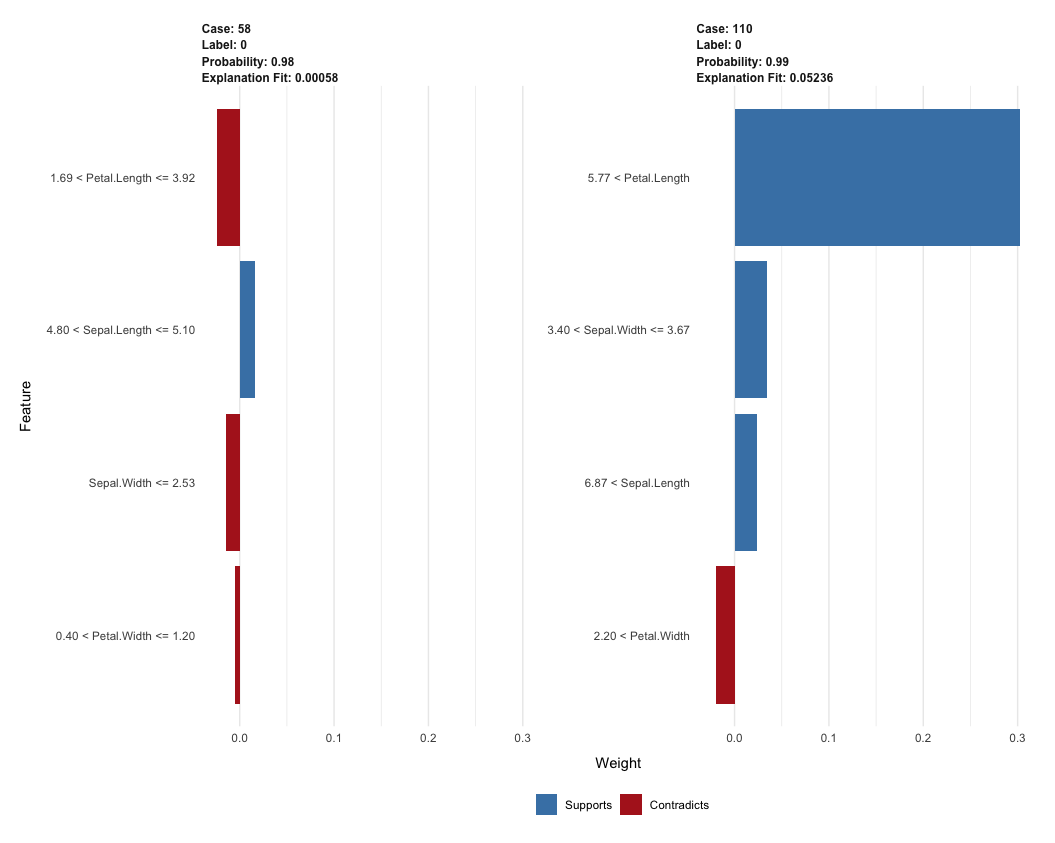 Case: 58
Label: 0
Probability: 0.98
Explanation Fit: 0.00058
Case: 110
Label: 0
Probability: 0.99
Explanation Fit: 0.05236
Feature
1.69 < Petal.Length <= 3.92
4.80 < Sepal.Length <= 5.10
Sepal.Width <= 2.53
0.40 < Petal.Width <= 1.20
0.0 0.1 0.2 0.3
5.77 < Petal.Length
3.40 < Sepal.Width <= 3.67
6.87 < Sepal.Length
2.20 < Petal.Width
0.0 0.1 0.2 0.3
Weight
Supports Contradicts